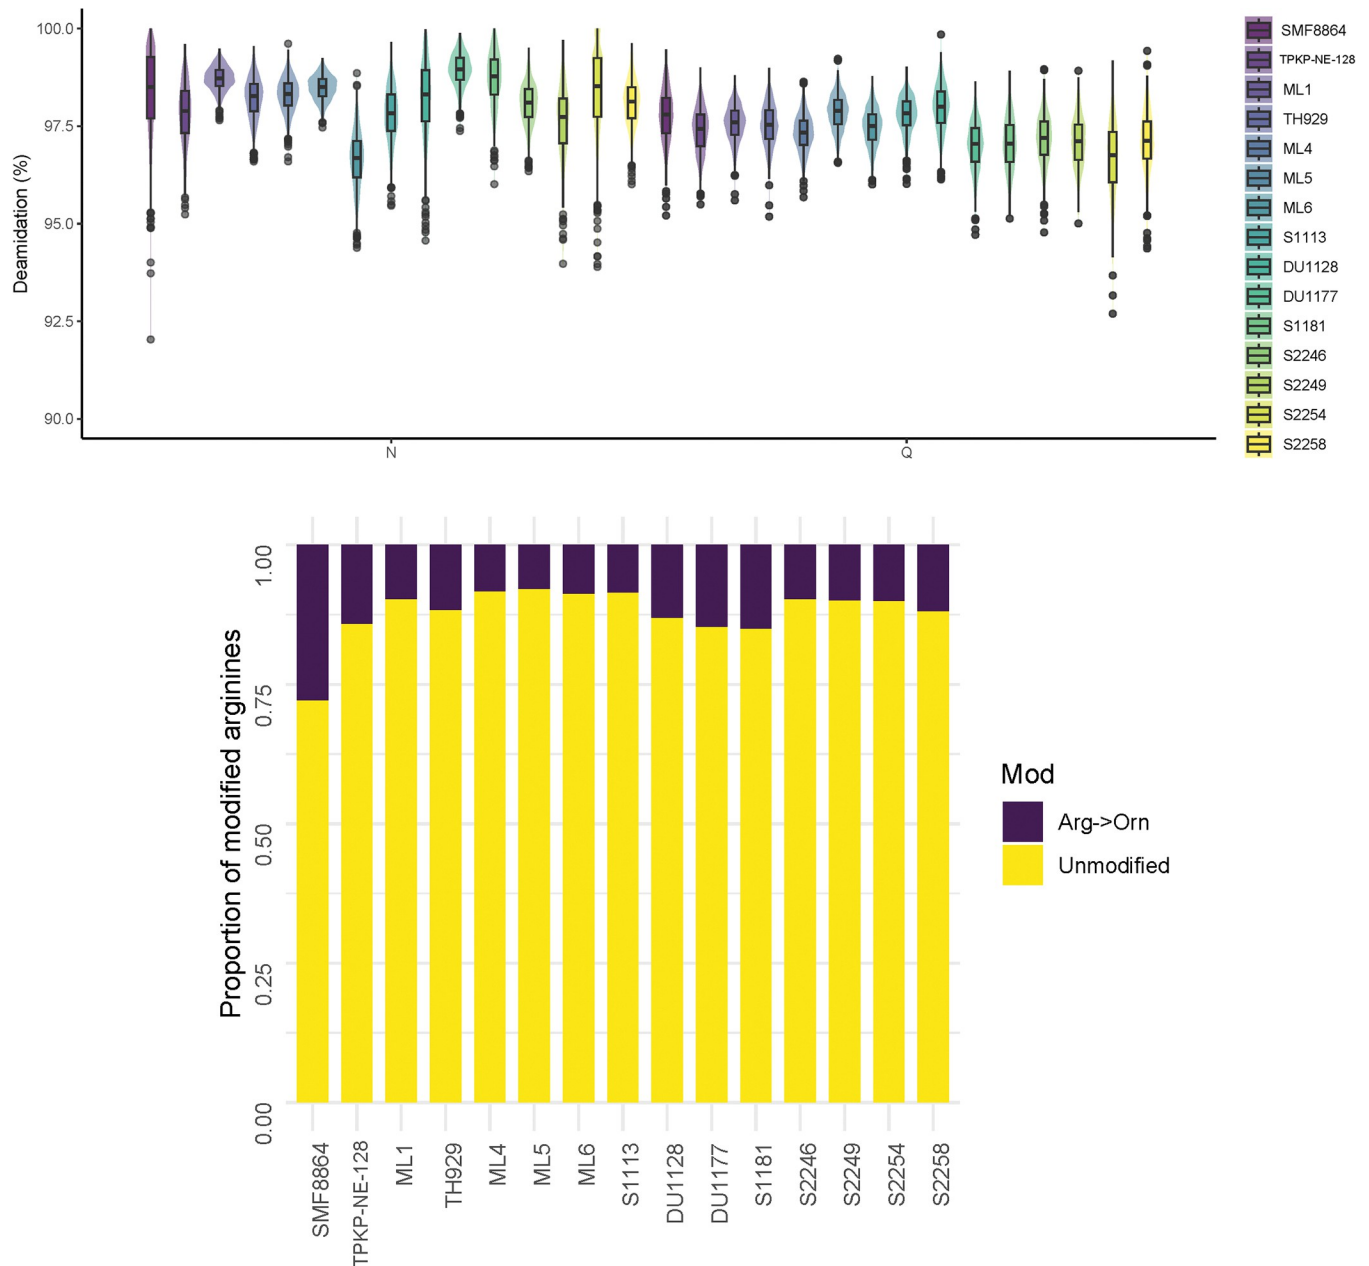 Deamidation (%)
100.0
97.5
95.0
92.5
90.0
N
Q
SMF8864
TPKP-NE-128
ML1
TH929
ML4
ML5
ML6
S1113
DU1128
DU1177
S1181
S2246
S2249
S2254
S2258
Proportion of modified arginines
1.00
0.75
0.50
0.25
0.00
SMF8864
TPKP-NE-128
ML1
TH929
ML4
ML5
ML6
S1113
DU1128
DU1177
S1181
S2246
S2249
S2254
S2258
Mod
Arg->Orn
Unmodified